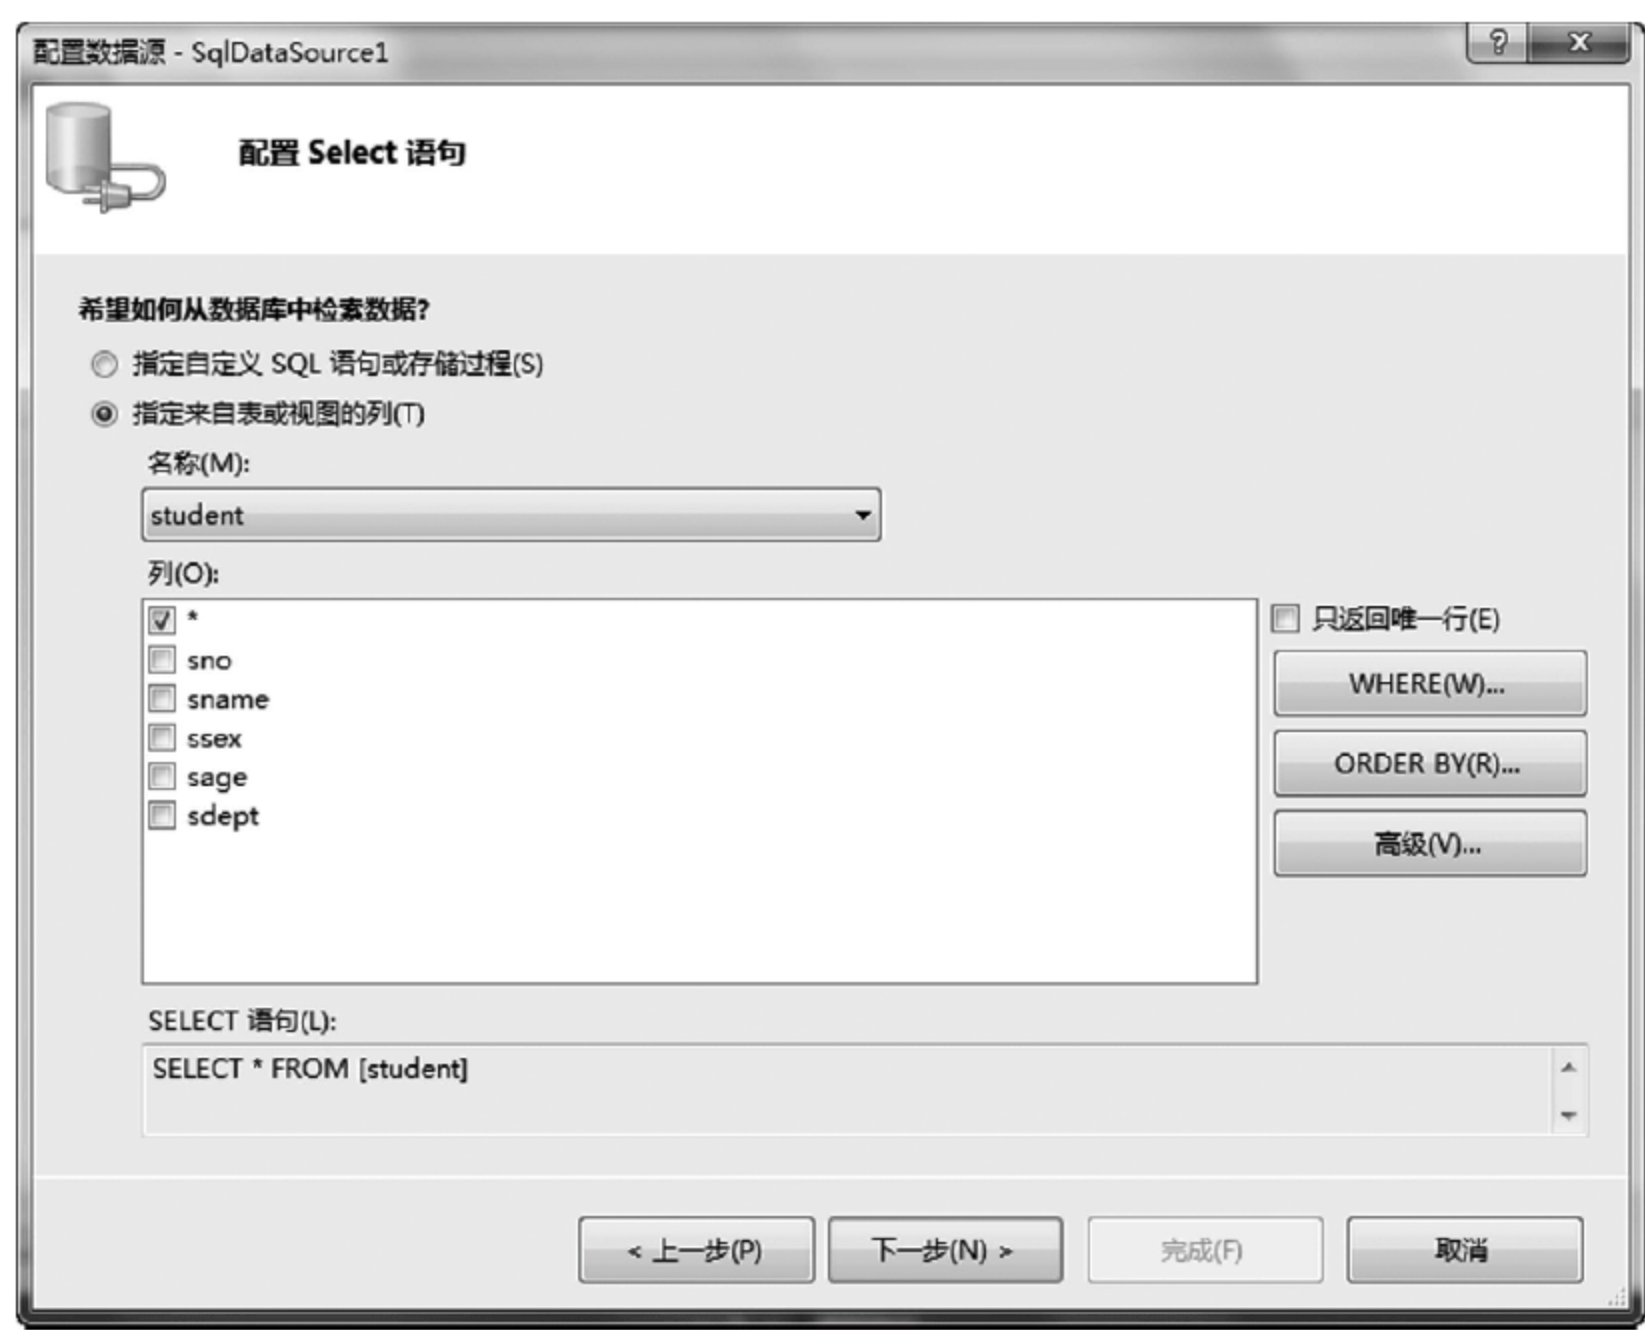 配置数据源 - SqlDataSource1
配置 Select 语句
希望如何从数据库中检索数据?
指定自定义 SQL 语句或存储过程(S)
指定来自表或视图的列(T)
名称(M):
student
列(O):
*
只返回唯一行(E)
sno
sname
WHERE(W)...
ssex
sage
ORDER BY(R)...
sdept
高级(V)...
SELECT 语句(L):
SELECT * FROM [student]
< 上一步(P)
下一步(N) >
完成(F)
取消